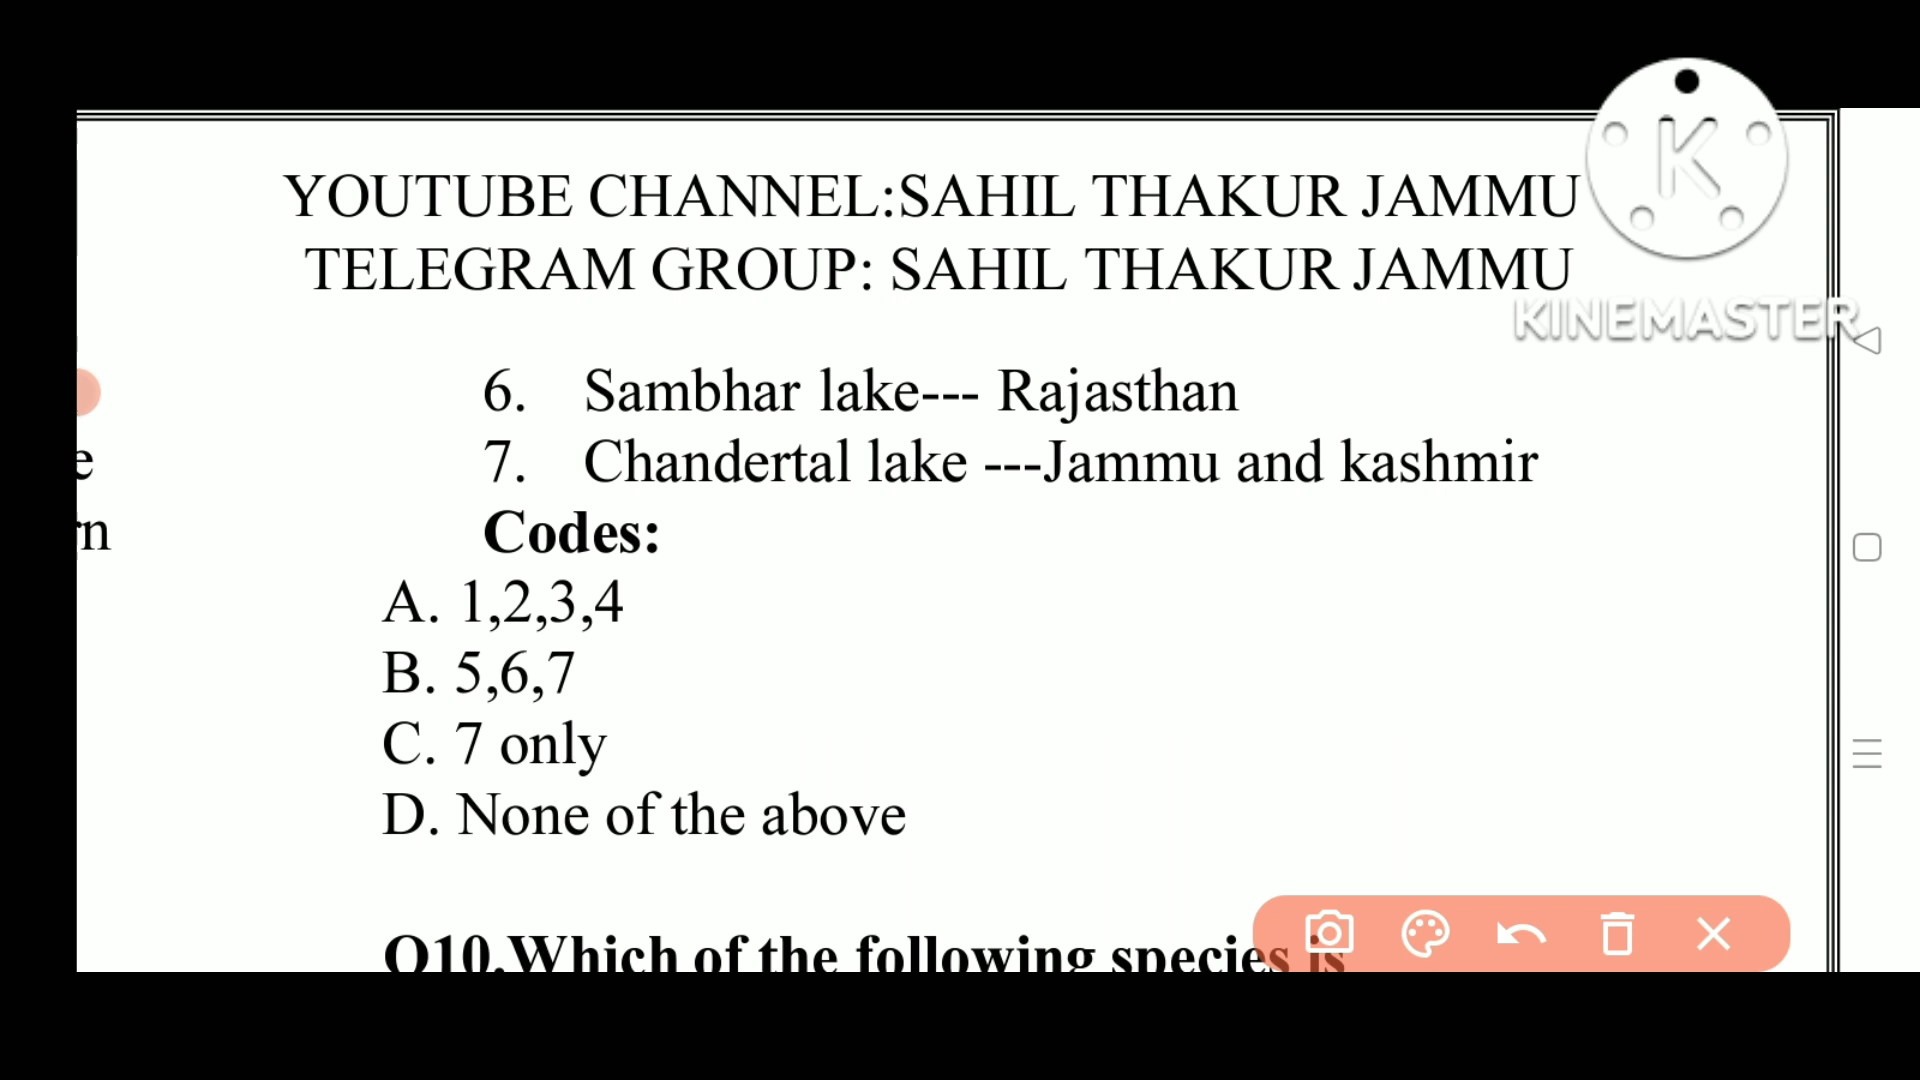 YOUTUBE CHANNEL:SAHIL THAKUR JAMMU
TELEGRAM GROUP: SAHIL THAKUR JAMMU
K
KINEMASTER
6. Sambhar lake--- Rajasthan
7. Chandertal lake ---Jammu and kashmir
Codes:
A. 1,2,3,4
B. 5,6,7
C. 7 only
D. None of the above
Q10.Which of the following species is